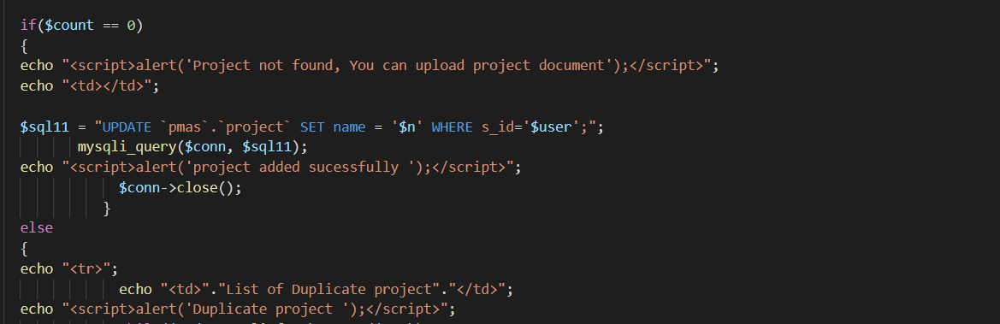 if($count == 0)
{
echo "<script>alert('Project not found, You can upload project document');</script>";
echo "<td></td>";
$sql11 = "UPDATE `pmas`.`project` SET name = '$n' WHERE s_id='$user';";
mysqli_query($conn, $sql11);
echo "<script>alert('project added sucessfully ');</script>";
$conn->close();
}
else
{
echo "<tr>";
echo "<td>"."List of Duplicate project"."</td>";
echo "<script>alert('Duplicate project ');</script>";